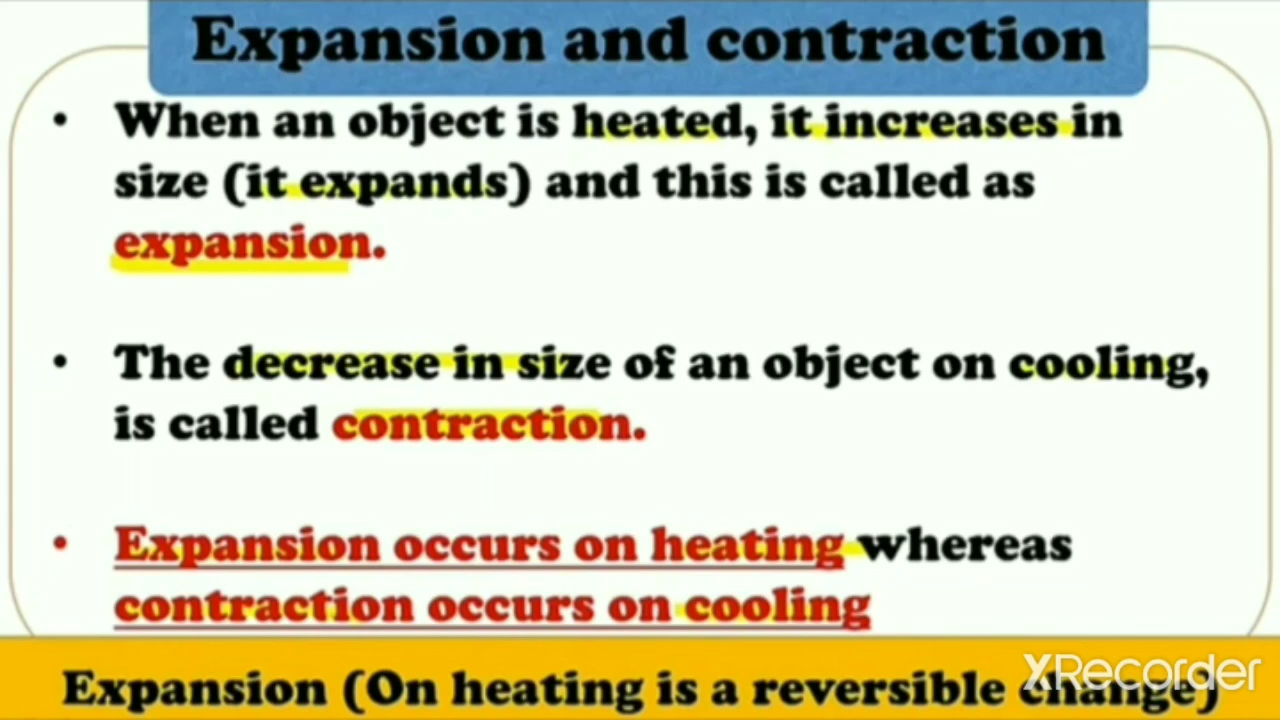 Expansion and contraction
• When an object is heated, it increases in
size (it expands) and this is called as
expansion.
• The decrease in size of an object on cooling,
is called contraction.
• Expansion occurs on heating whereas
contraction occurs on cooling
Expansion (On heating is a reversible change)
XRecorder